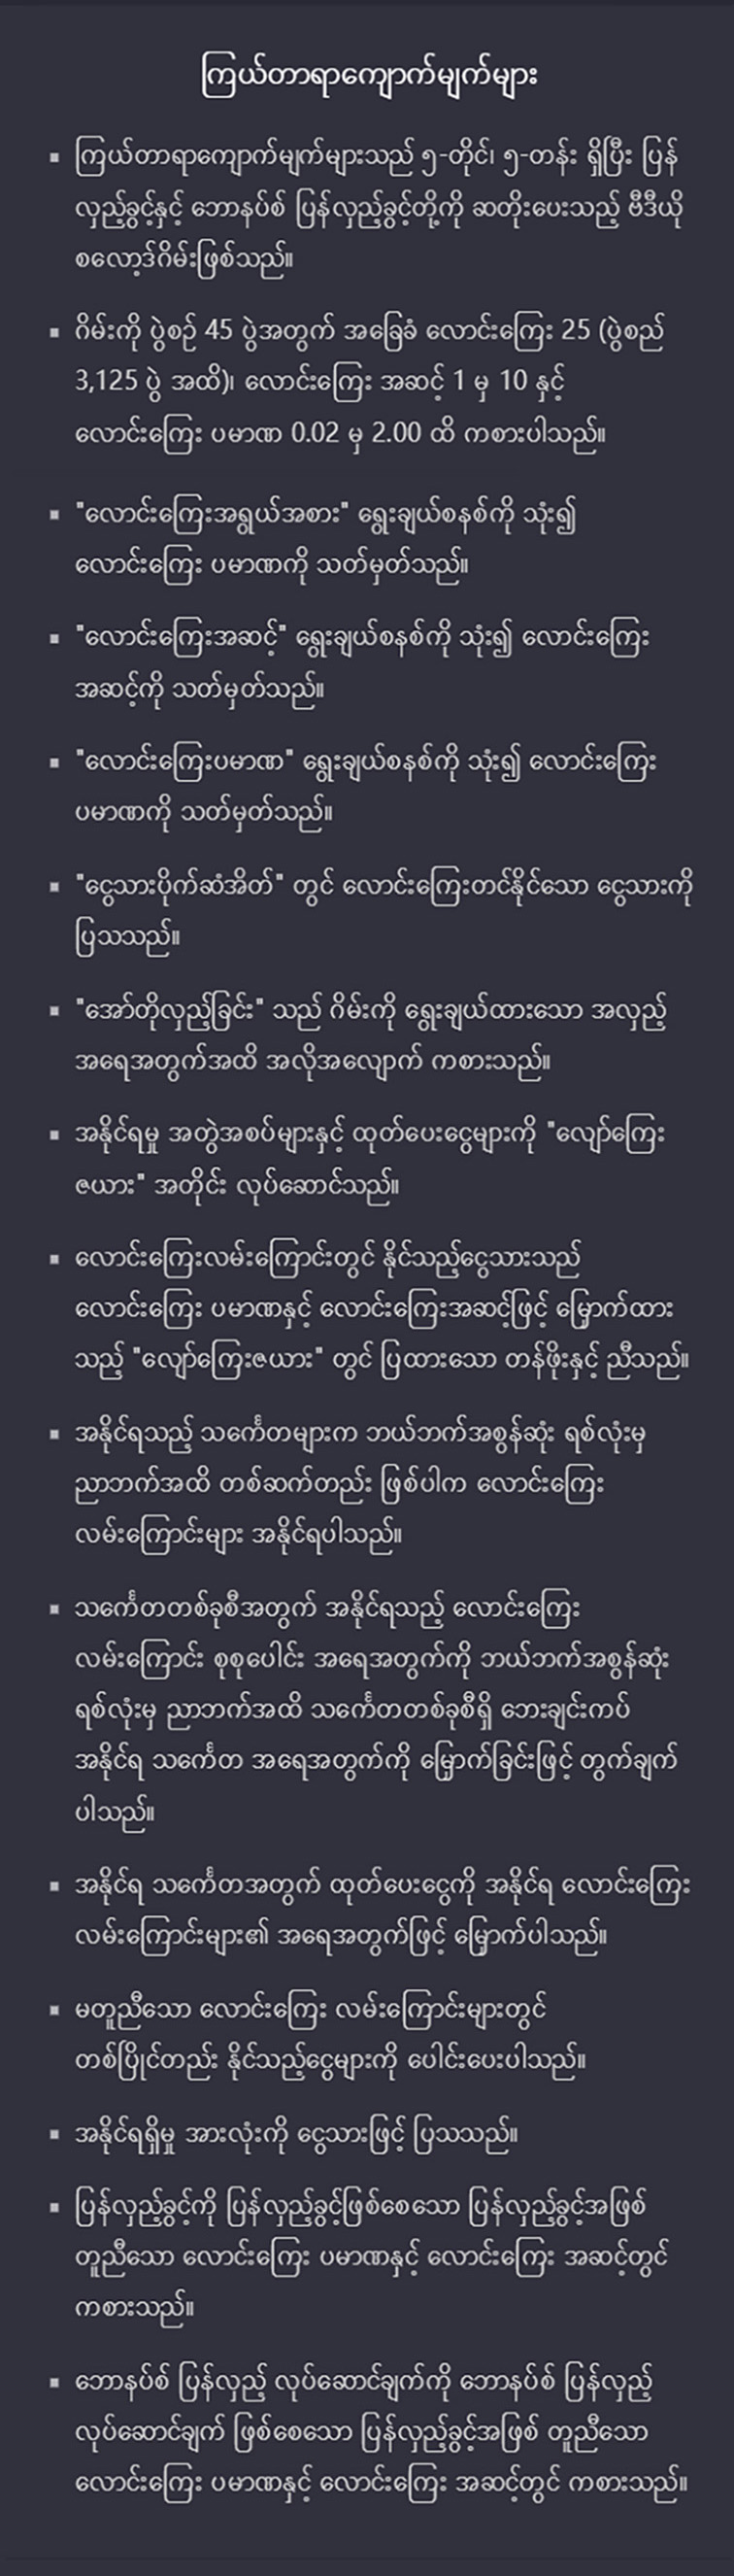 ကြယ်တာရာကျောက်မျက်များ
▪ ကြယ်တာရာကျောက်မျက်များသည် ၅-တိုင်၊ ၅-တန်း ရှိပြီး ပြန်
လှည့်ခွင့်နှင့် ဘောနပ်စ် ပြန်လှည့်ခွင့်တို့ကို ဆတိုးပေးသည့် ဗီဒီယို
စလော့ဒ်ဂိမ်းဖြစ်သည်။
▪ ဂိမ်းကို ပွဲစဉ် 45 ပွဲအတွက် အခြေခံ လောင်းကြေး 25 (ပွဲစည်
3,125 ပွဲ အထိ)၊ လောင်းကြေး အဆင့် 1 မှ 10 နှင့်
လောင်းကြေး ပမာဏ 0.02 မှ 2.00 ထိ ကစားပါသည်။
▪ "လောင်းကြေးအရွယ်အစား" ရွေးချယ်စနစ်ကို သုံး၍
လောင်းကြေး ပမာဏကို သတ်မှတ်သည်။
▪ "လောင်းကြေးအဆင့်" ရွေးချယ်စနစ်ကို သုံး၍ လောင်းကြေး
အဆင့်ကို သတ်မှတ်သည်။
▪ "လောင်းကြေးပမာဏ" ရွေးချယ်စနစ်ကို သုံး၍ လောင်းကြေး
ပမာဏကို သတ်မှတ်သည်။
▪ "ငွေသားပိုက်ဆံအိတ်" တွင် လောင်းကြေးတင်နိုင်သော ငွေသားကို
ပြသသည်။
▪ "အော်တိုလှည့်ခြင်း" သည် ဂိမ်းကို ရွေးချယ်ထားသော အလှည့်
အရေအတွက်အထိ အလိုအလျောက် ကစားသည်။
▪ အနိုင်ရမှု အတွဲအစပ်များနှင့် ထုတ်ပေးငွေများကို "လျော်ကြေး
ဇယား" အတိုင်း လုပ်ဆောင်သည်။
▪ လောင်းကြေးလမ်းကြောင်းတွင် နိုင်သည့်ငွေသားသည်
လောင်းကြေး ပမာဏနှင့် လောင်းကြေးအဆင့်ဖြင့် မြှောက်ထား
သည့် "လျော်ကြေးဇယား" တွင် ပြထားသော တန်ဖိုးနှင့် ညီသည်။
▪ အနိုင်ရသည့် သင်္ကေတများက ဘယ်ဘက်အစွန်ဆုံး ရစ်လုံးမှ
ညာဘက်အထိ တစ်ဆက်တည်း ဖြစ်ပါက လောင်းကြေး
လမ်းကြောင်းများ အနိုင်ရပါသည်။
▪ သင်္ကေတတစ်ခုစီအတွက် အနိုင်ရသည့် လောင်းကြေး
လမ်းကြောင်း စုစုပေါင်း အရေအတွက်ကို ဘယ်ဘက်အစွန်ဆုံး
ရစ်လုံးမှ ညာဘက်အထိ သင်္ကေတတစ်ခုစီရှိ ဘေးချင်းကပ်
အနိုင်ရ သင်္ကေတ အရေအတွက်ကို မြှောက်ခြင်းဖြင့် တွက်ချက်
ပါသည်။
▪ အနိုင်ရ သင်္ကေတအတွက် ထုတ်ပေးငွေကို အနိုင်ရ လောင်းကြေး
လမ်းကြောင်းများ၏ အရေအတွက်ဖြင့် မြှောက်ပါသည်။
▪ မတူညီသော လောင်းကြေး လမ်းကြောင်းများတွင်
တစ်ပြိုင်တည်း နိုင်သည့်ငွေများကို ပေါင်းပေးပါသည်။
▪ အနိုင်ရရှိမှု အားလုံးကို ငွေသားဖြင့် ပြသသည်။
▪ ပြန်လှည့်ခွင့်ကို ပြန်လှည့်ခွင့်ဖြစ်စေသော ပြန်လှည့်ခွင့်အဖြစ်
တူညီသော လောင်းကြေး ပမာဏနှင့် လောင်းကြေး အဆင့်တွင်
ကစားသည်။
▪ ဘောနပ်စ် ပြန်လှည့် လုပ်ဆောင်ချက်ကို ဘောနပ်စ် ပြန်လှည့်
လုပ်ဆောင်ချက် ဖြစ်စေသော ပြန်လှည့်ခွင့်အဖြစ် တူညီသော
လောင်းကြေး ပမာဏနှင့် လောင်းကြေး အဆင့်တွင် ကစားသည်။